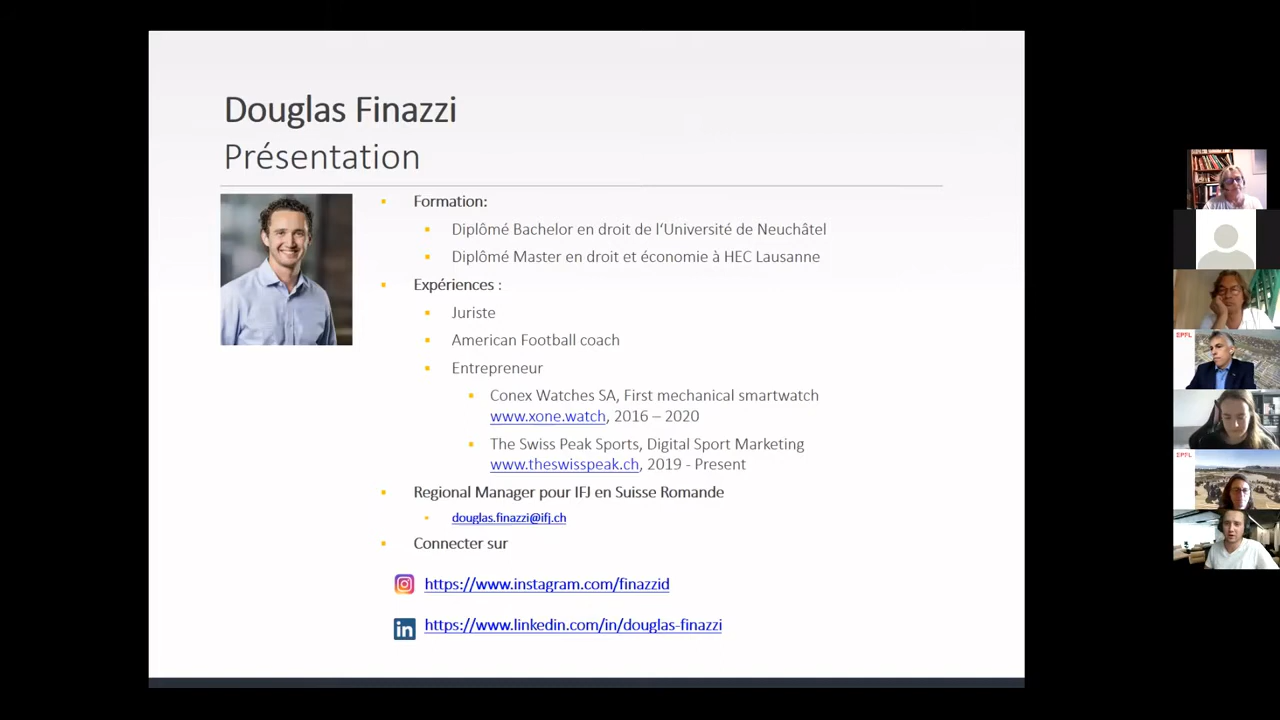 Douglas Finazzi
Présentation
Formation:
Diplômé Bachelor en droit de l‘Université de Neuchâtel
Diplômé Master en droit et économie à HEC Lausanne
Expériences :
Juriste
American Football coach
Entrepreneur
Conex Watches SA, First mechanical smartwatch
www.xone.watch, 2016 – 2020
The Swiss Peak Sports, Digital Sport Marketing
www.theswisspeak.ch, 2019 - Present
Regional Manager pour IFJ en Suisse Romande
douglas.finazzi@ifj.ch
Connecter sur
https://www.instagram.com/finazzid
in https://www.linkedin.com/in/douglas-finazzi
EPFL
EPFL